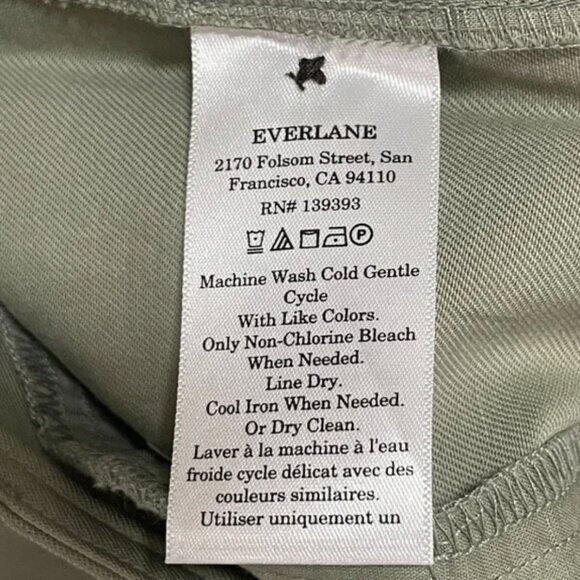 EVERLANE
2170 Folsom Street, San
Francisco, CA 94110
RN# 139393
P
Machine Wash Cold Gentle
Cycle
With Like Colors.
Only Non-Chlorine Bleach
When Needed.
Line Dry.
Cool Iron When Needed.
Or Dry Clean.
Laver à la machine à l'eau
froide cycle délicat avec des
couleurs similaires.
Utiliser uniquement un